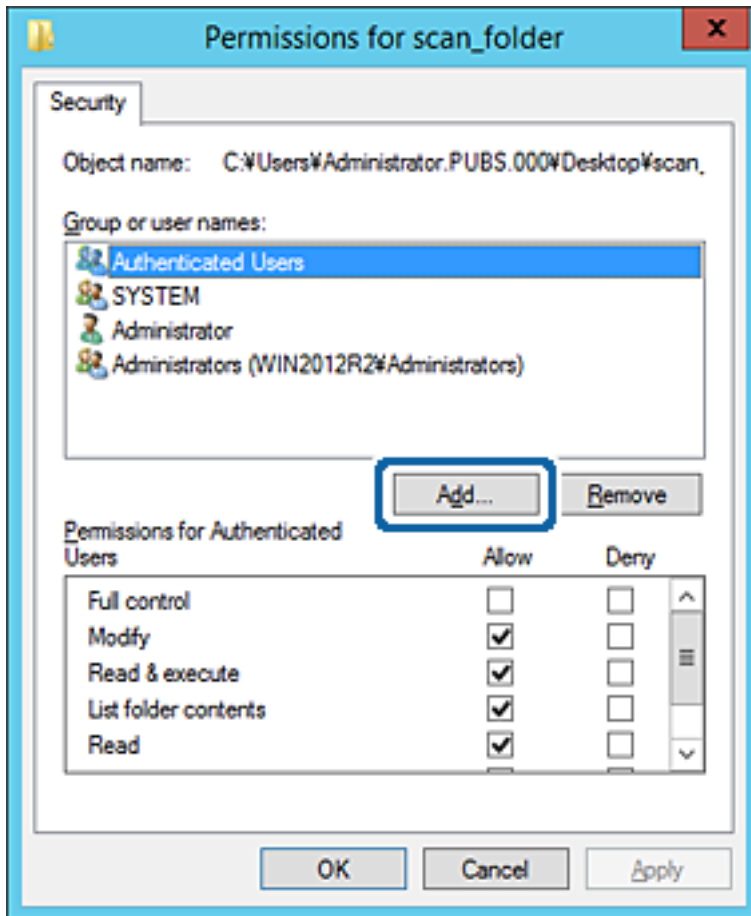 Permissions for scan_folder
x
Security
Object name: C:¥Users¥Administrator.PUBS.000¥Desktop¥scan_
Group or user names:
Authenticated Users
SYSTEM
Administrator
Administrators (WIN2012R2¥Administrators)
Add... Remove
Permissions for Authenticated
Users Allow Deny
Full control
Modify
Read & execute
List folder contents
Read
OK Cancel Apply